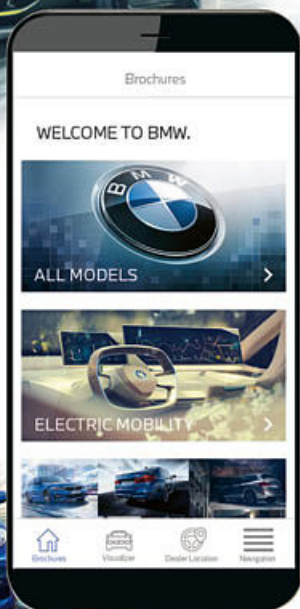 Brochures
WELCOME TO BMW.
BMW
ALL MODELS
ELECTRIC MOBILITY
Brochures
Visualizer
Dealer Location
Navigation